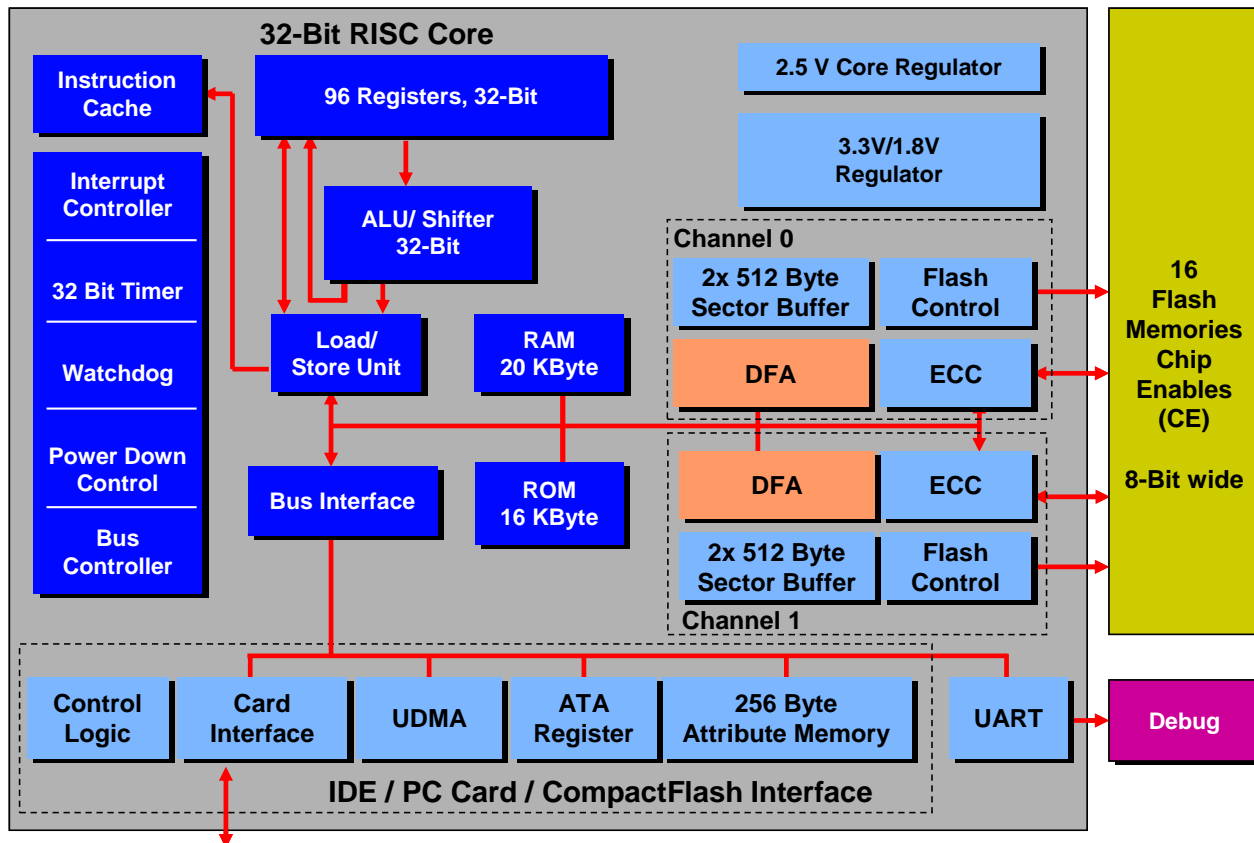 32-Bit RISC Core
Instruction
Cache
96 Registers, 32-Bit
2.5 V Core Regulator
3.3V/1.8V
Regulator
Interrupt
Controller
32 Bit Timer
Watchdog
Power Down
Control
Bus
Controller
ALU/ Shifter
32-Bit
Load/
Store Unit
RAM
20 KByte
Bus Interface
ROM
16 KByte
Channel 0
2x 512 Byte
Sector Buffer
Flash
Control
DFA
ECC
DFA
ECC
2x 512 Byte
Sector Buffer
Flash
Control
Channel 1
16
Flash
Memories
Chip
Enables
(CE)
8-Bit wide
Control
Logic
Card
Interface
UDMA
ATA
Register
256 Byte
Attribute Memory
UART
Debug
IDE / PC Card / CompactFlash Interface